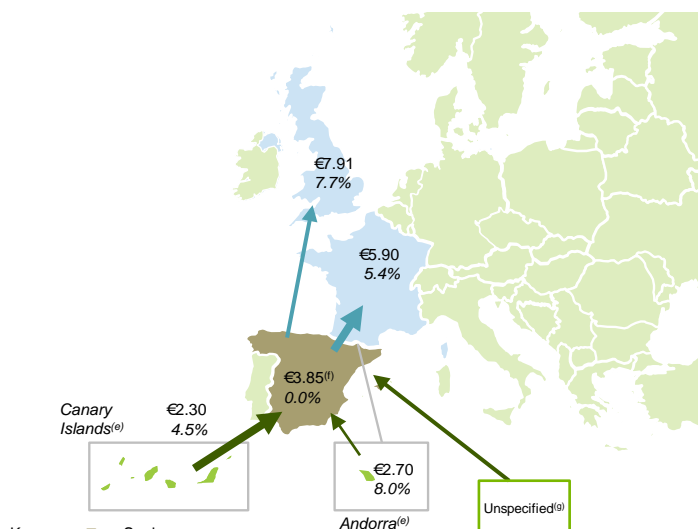 €7.91
7.7%
€5.90
5.4%
€3.85(f)
0.0%
Canary
Islands(e)
€2.30
4.5%
€2.70
8.0%
Unspecified(g)
Andorra(e)